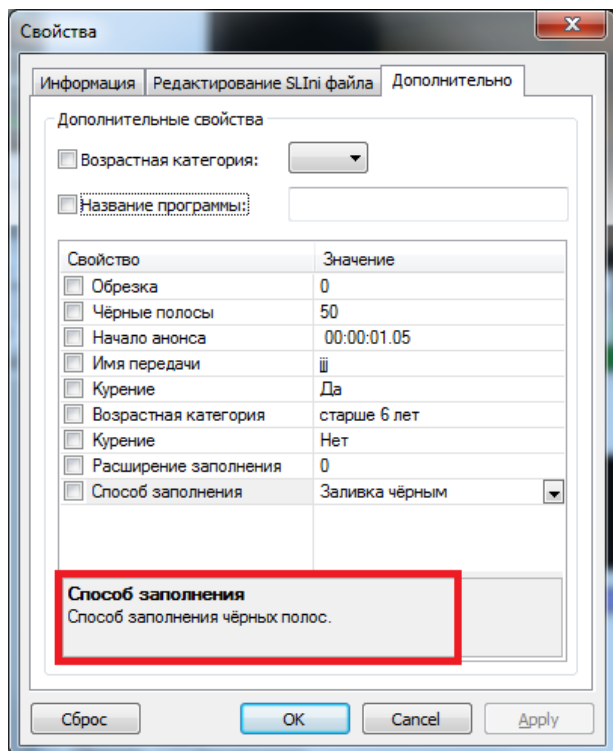 Свойства
Информация Редактирование SLIni файла Дополнительно
Дополнительные свойства
Возрастная категория:
Название программы:
Свойство Значение
Обрезка 0
Чёрные полосы 50
Начало анонса 00:00:01.05
Имя передачи jjj
Курение Да
Возрастная категория старше 6 лет
Курение Нет
Расширение заполнения 0
Способ заполнения Заливка чёрным
Способ заполнения
Способ заполнения чёрных полос.
Сброс OK Cancel Apply